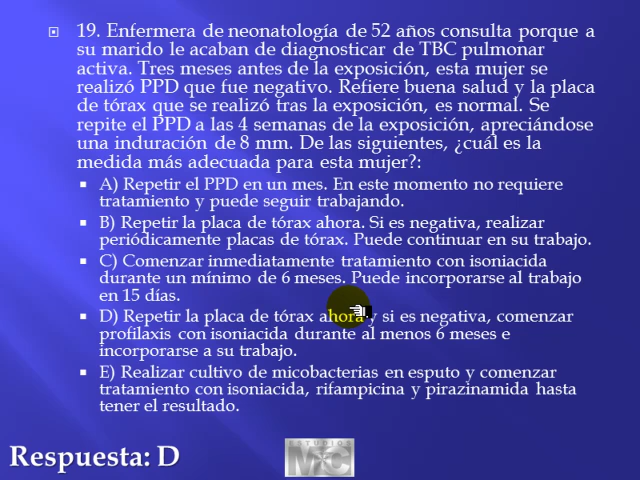 19. Enfermera de neonatología de 52 años consulta porque a
su marido le acaban de diagnosticar de TBC pulmonar
activa. Tres meses antes de la exposición, esta mujer se
realizó PPD que fue negativo. Refiere buena salud y la placa
de tórax que se realizó tras la exposición, es normal. Se
repite el PPD a las 4 semanas de la exposición, apreciándose
una induración de 8 mm. De las siguientes, ¿cuál es la
medida más adecuada para esta mujer?:
A) Repetir el PPD en un mes. En este momento no requiere
tratamiento y puede seguir trabajando.
B) Repetir la placa de tórax ahora. Si es negativa, realizar
periódicamente placas de tórax. Puede continuar en su trabajo.
C) Comenzar inmediatamente tratamiento con isoniacida
durante un mínimo de 6 meses. Puede incorporarse al trabajo
en 15 días.
D) Repetir la placa de tórax ahora y si es negativa, comenzar
profilaxis con isoniacida durante al menos 6 meses e
incorporarse a su trabajo.
E) Realizar cultivo de micobacterias en esputo y comenzar
tratamiento con isoniacida, rifampicina y pirazinamida hasta
tener el resultado.
Respuesta: D
ESTUDIOS
MFC